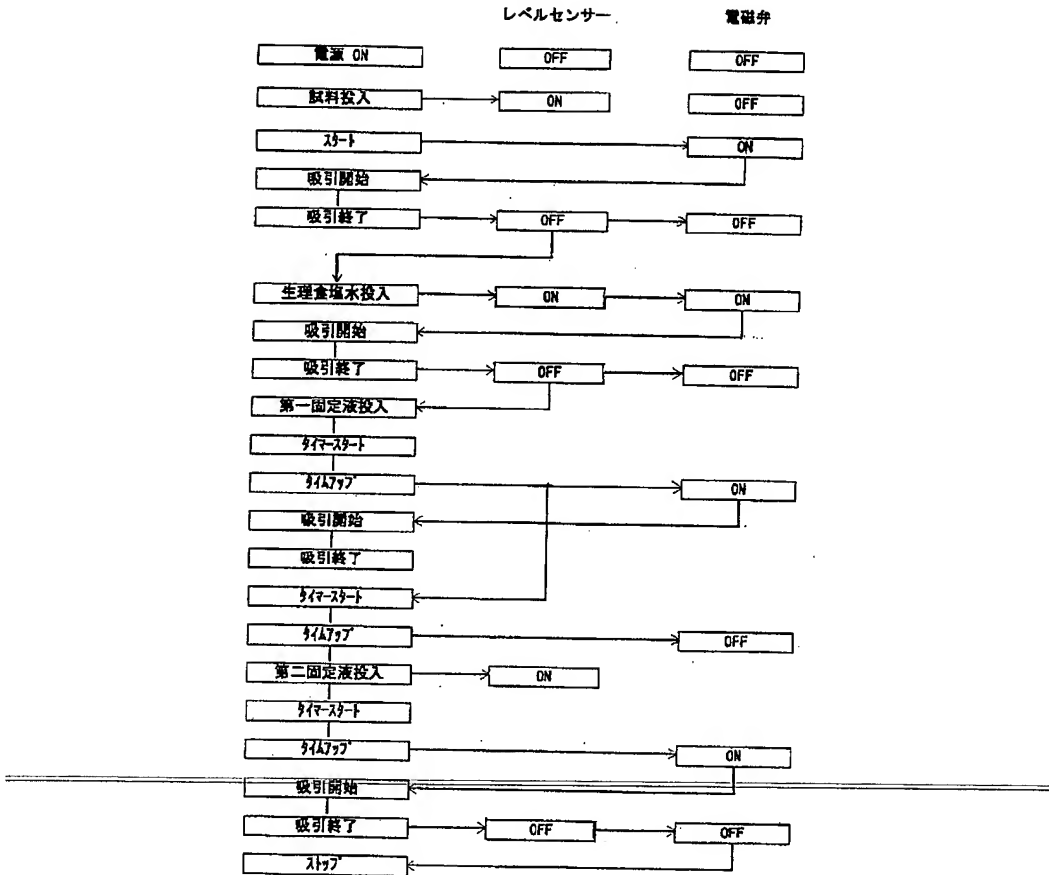 レベルセンサー 電磁弁
電源 ON OFF OFF
試料投入 ON OFF
スタート ON
吸引開始
吸引終了 OFF OFF
生理食塩水投入 ON ON
吸引開始
吸引終了 OFF OFF
第一固定液投入
タイマースタート
タイムアップ ON
吸引開始
吸引終了
タイマースタート
タイムアップ OFF
第二固定液投入 ON
タイマースタート
タイムアップ ON
吸引開始
吸引終了 OFF OFF
ストップ